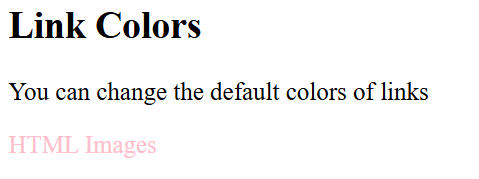 Link Colors
You can change the default colors of links
HTML Images